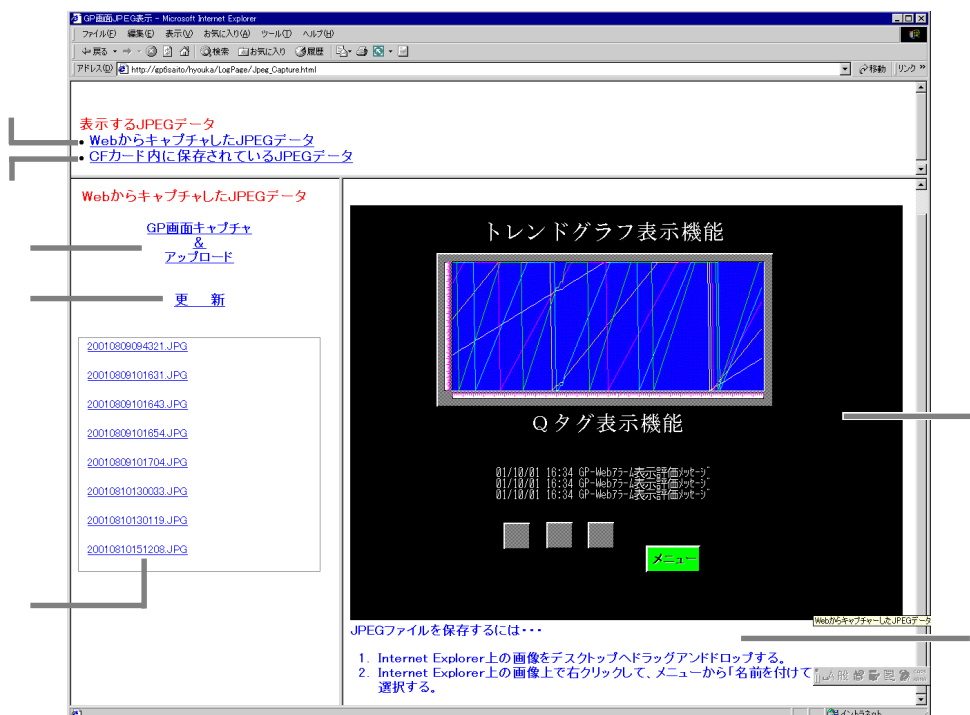 GP画面JPEG表示 - Microsoft Internet Explorer
ファイル(F) 編集(E) 表示(V) お気に入り(A) ツール(T) ヘルプ(H)
戻る 検索 お気に入り 履歴
アドレス(D) http://gp6saito/hyouka/LogPage/Jpeg_Capture.html 移動 リンク »
表示するJPEGデータ
• WebからキャプチャしたJPEGデータ
• CFカード内に保存されているJPEGデータ
WebからキャプチャしたJPEGデータ
GP画面キャプチャ
&
アップロード
更 新
20010809094321.JPG
20010809101631.JPG
20010809101643.JPG
20010809101654.JPG
20010809101704.JPG
20010810130033.JPG
20010810130119.JPG
20010810151208.JPG
トレンドグラフ表示機能
Qタグ表示機能
01/10/01 16:34 GP-Webアラーム表示評価メッセージ
01/10/01 16:34 GP-Webアラーム表示評価メッセージ
01/10/01 16:34 GP-Webアラーム表示評価メッセージ
メニュー
WebからキャプチャーしたJPEGデータ
JPEGファイルを保存するには・・・
1. Internet Explorer上の画像をデスクトップへドラッグアンドドロップする。
2. Internet Explorer上の画像上で右クリックして、メニューから「名前を付けて
選択する。
A 般
イントラネット